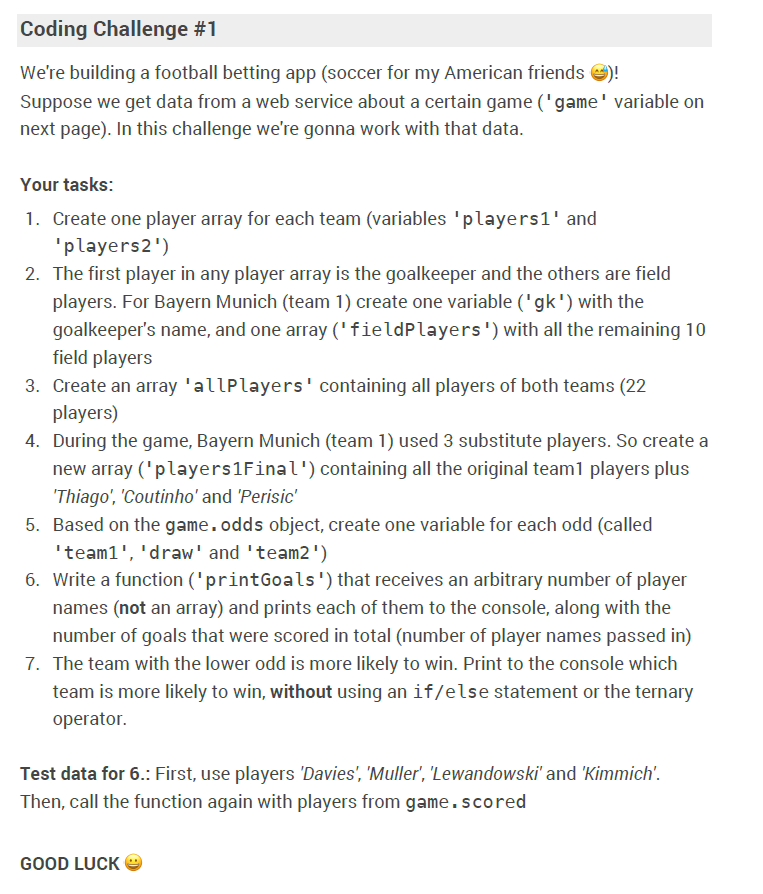 Coding Challenge #1
We're building a football betting app (soccer for my American friends 😅)!
Suppose we get data from a web service about a certain game ('game' variable on
next page). In this challenge we're gonna work with that data.
Your tasks:
1. Create one player array for each team (variables 'players1' and
'players2')
2. The first player in any player array is the goalkeeper and the others are field
players. For Bayern Munich (team 1) create one variable ('gk') with the
goalkeeper's name, and one array ('fieldPlayers') with all the remaining 10
field players
3. Create an array 'allPlayers' containing all players of both teams (22
players)
4. During the game, Bayern Munich (team 1) used 3 substitute players. So create a
new array ('players1Final') containing all the original team1 players plus
'Thiago', 'Coutinho' and 'Perisic'
5. Based on the game.odds object, create one variable for each odd (called
'team1', 'draw' and 'team2')
6. Write a function ('printGoals') that receives an arbitrary number of player
names (not an array) and prints each of them to the console, along with the
number of goals that were scored in total (number of player names passed in)
7. The team with the lower odd is more likely to win. Print to the console which
team is more likely to win, without using an if/else statement or the ternary
operator.
Test data for 6.: First, use players 'Davies', 'Muller', 'Lewandowski' and 'Kimmich'.
Then, call the function again with players from game.scored
GOOD LUCK 😀